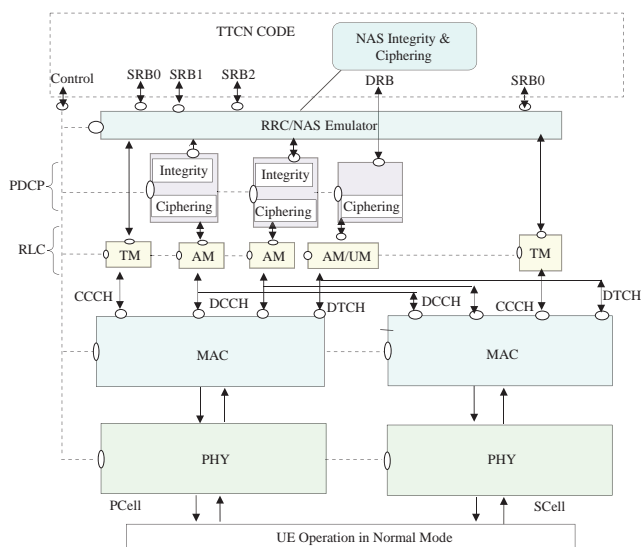 TTCN CODE
NAS Integrity &
Ciphering
Control
SRB0
SRB1
SRB2
DRB
SRB0
RRC/NAS Emulator
PDCP
Integrity
Ciphering
Integrity
Ciphering
Ciphering
RLC
TM
AM
AM
AM/UM
TM
CCCH
DCCH
DTCH
DCCH
CCCH
DTCH
MAC
MAC
PHY
PHY
PCell
SCell
UE Operation in Normal Mode